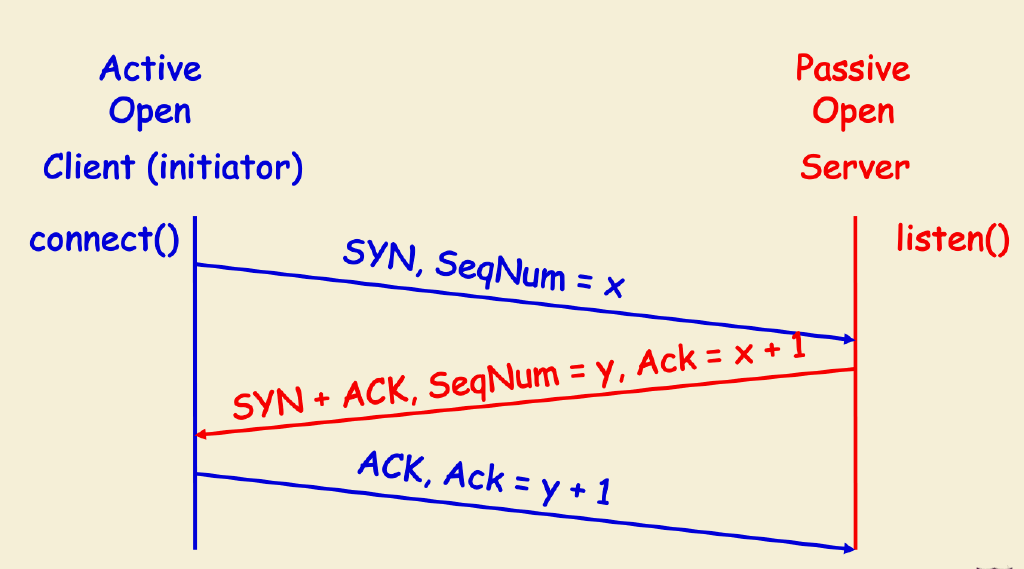 Active
Open
Client (initiator)
Passive
Open
Server
connect()
listen()
SYN, SeqNum = x
SYN + ACK, SeqNum = y, Ack = x + 1
ACK, Ack = y + 1